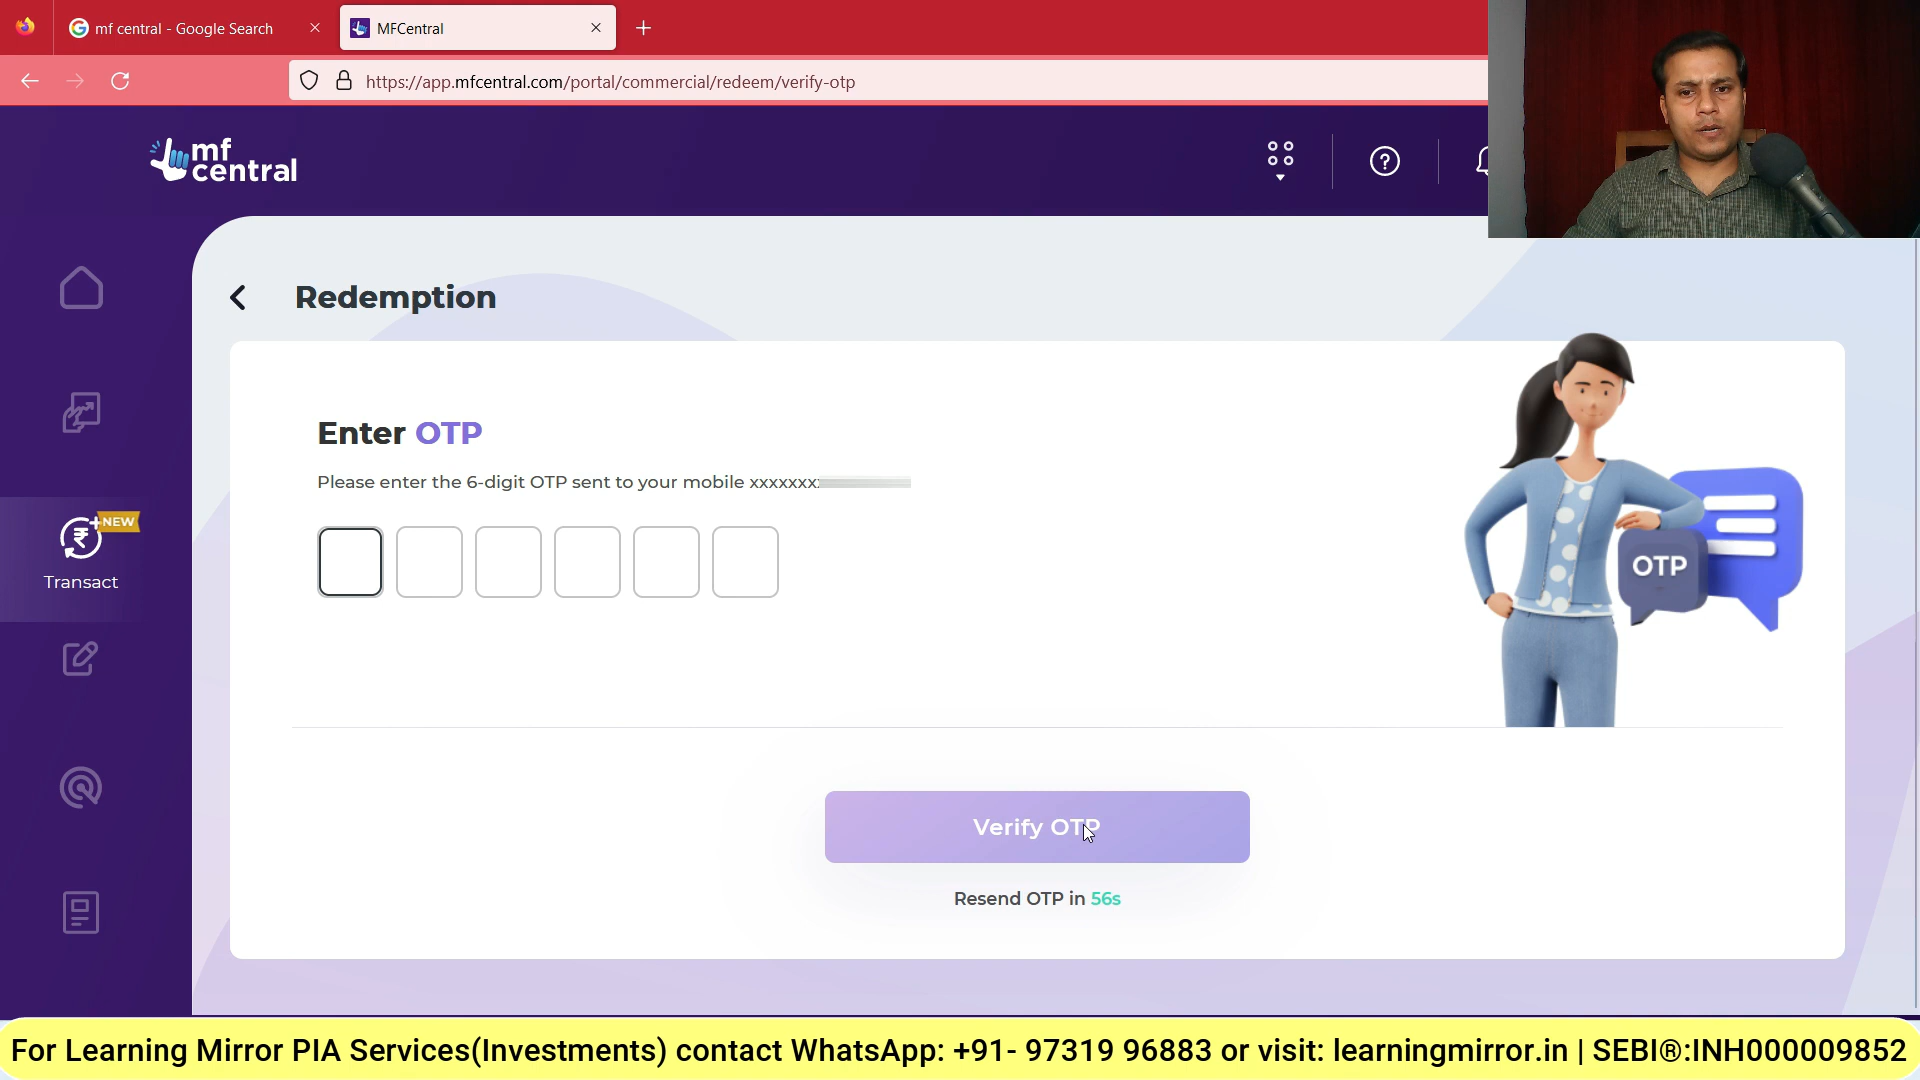 mf central - Google Search
MFCentral
https://app.mfcentral.com/portal/commercial/redeem/verify-otp
mf
central
Redemption
Enter OTP
Please enter the 6-digit OTP sent to your mobile xxxxxxx
OTP
NEW
Transact
Verify OTP
Resend OTP in 56s
For Learning Mirror PIA Services(Investments) contact WhatsApp: +91- 97319 96883 or visit: learningmirror.in | SEBI®:INH000009852